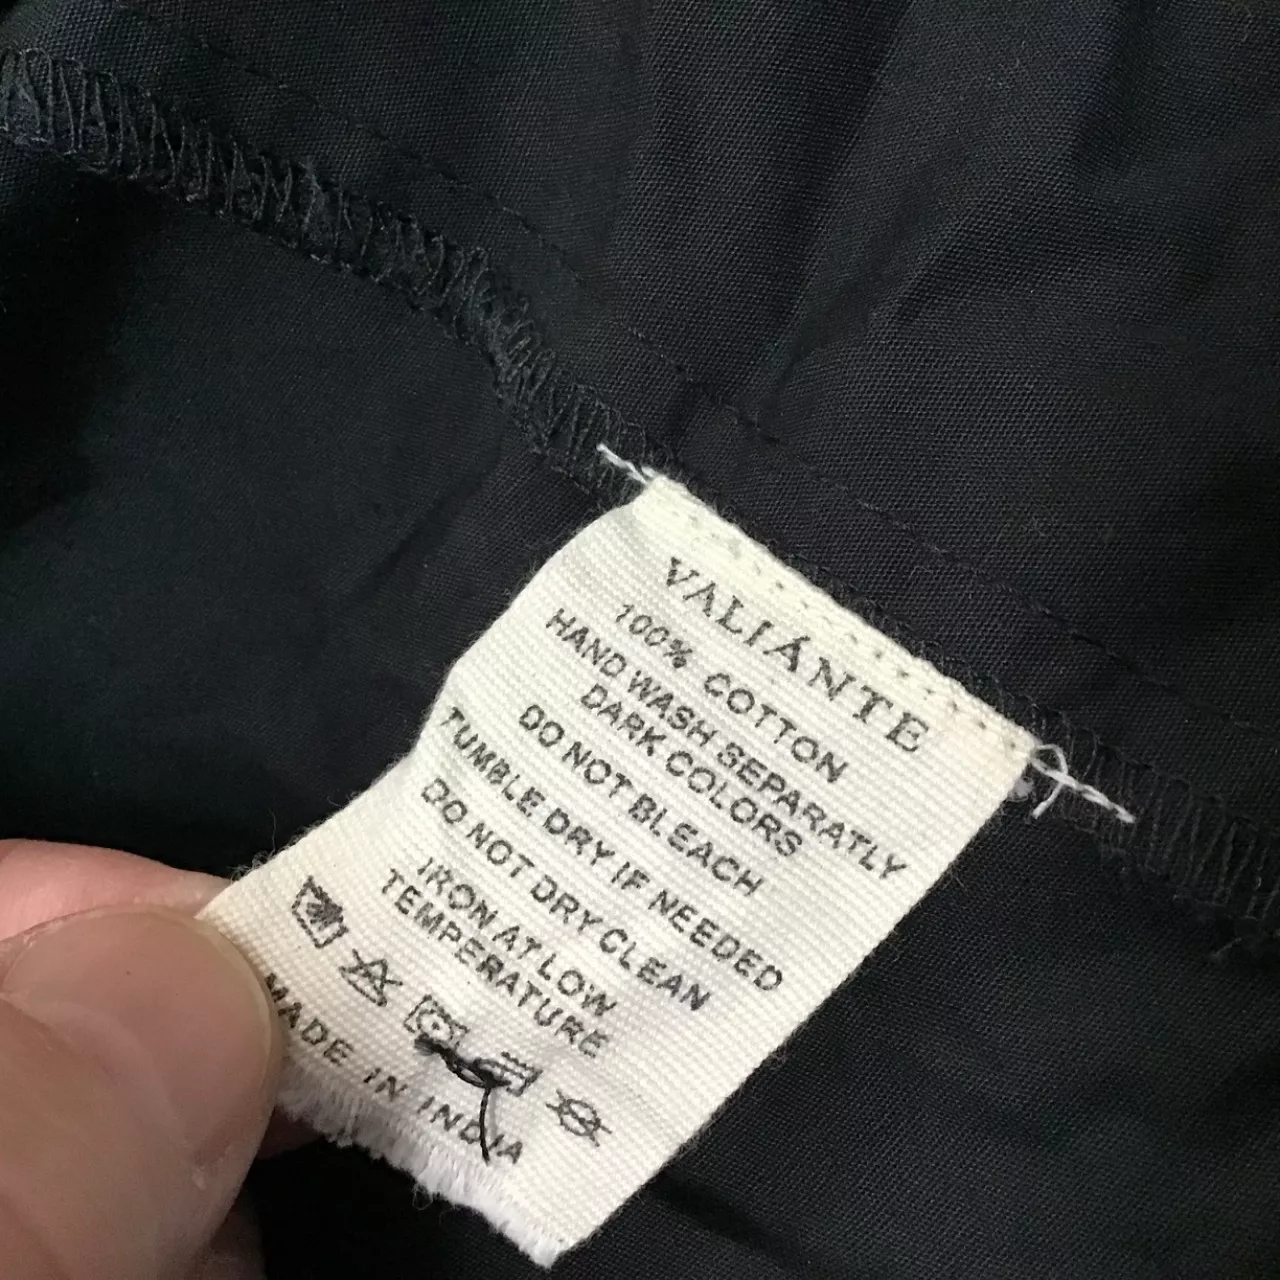 VALIÁNTE
100% COTTON
HAND WASH SEPARATLY
DARK COLORS
DO NOT BLEACH
TUMBLE DRY IF NEEDED
DO NOT DRY CLEAN
IRON AT LOW
TEMPERATURE
MADE IN INDIA